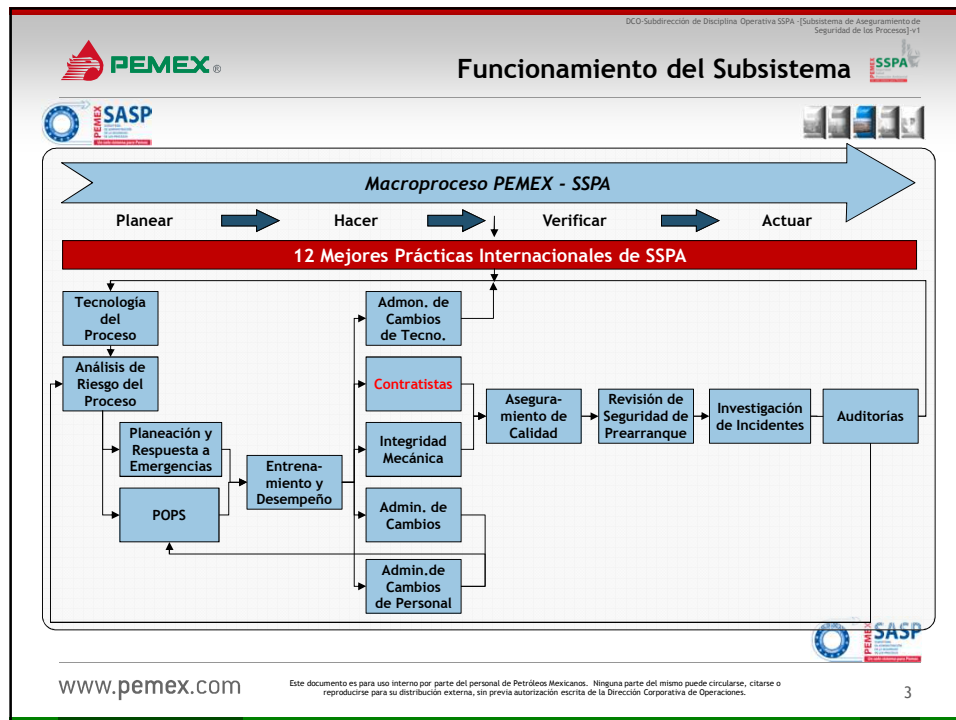 DCO-Subdirección de Disciplina Operativa SSPA -[Subsistema de Aseguramiento de
Seguridad de los Procesos]-v1
PEMEX ®
Funcionamiento del Subsistema
PEMEX
SSPA
PEMEX
SASP
Macroproceso PEMEX - SSPA
Planear
Hacer
Verificar
Actuar
12 Mejores Prácticas Internacionales de SSPA
Tecnología
del
Proceso
Admon. de
Cambios
de Tecno.
Análisis de
Riesgo del
Proceso
Contratistas
Asegura-
miento de
Calidad
Revisión de
Seguridad de
Prearranque
Investigación
de Incidentes
Auditorías
Planeación y
Respuesta a
Emergencias
Integridad
Mecánica
Entrena-
miento y
Desempeño
POPS
Admin. de
Cambios
Admin.de
Cambios
de Personal
PEMEX
SASP
www.pemex.com
Este documento es para uso interno por parte del personal de Petróleos Mexicanos. Ninguna parte del mismo puede circularse, citarse o
reproducirse para su distribución externa, sin previa autorización escrita de la Dirección Corporativa de Operaciones.
3